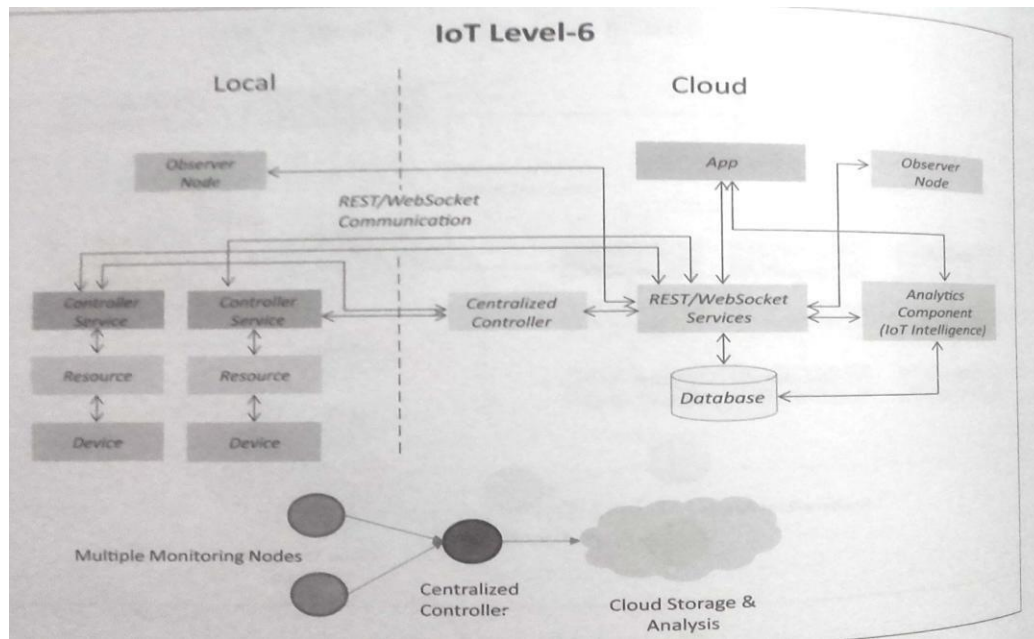 IoT Level-6
Local
Cloud
Observer
Node
App
Observer
Node
REST/WebSocket
Communication
Controller
Service
Controller
Service
Centralized
Controller
REST/WebSocket
Services
Analytics
Component
(IoT Intelligence)
Resource
Resource
Database
Device
Device
Multiple Monitoring Nodes
Centralized
Controller
Cloud Storage &
Analysis